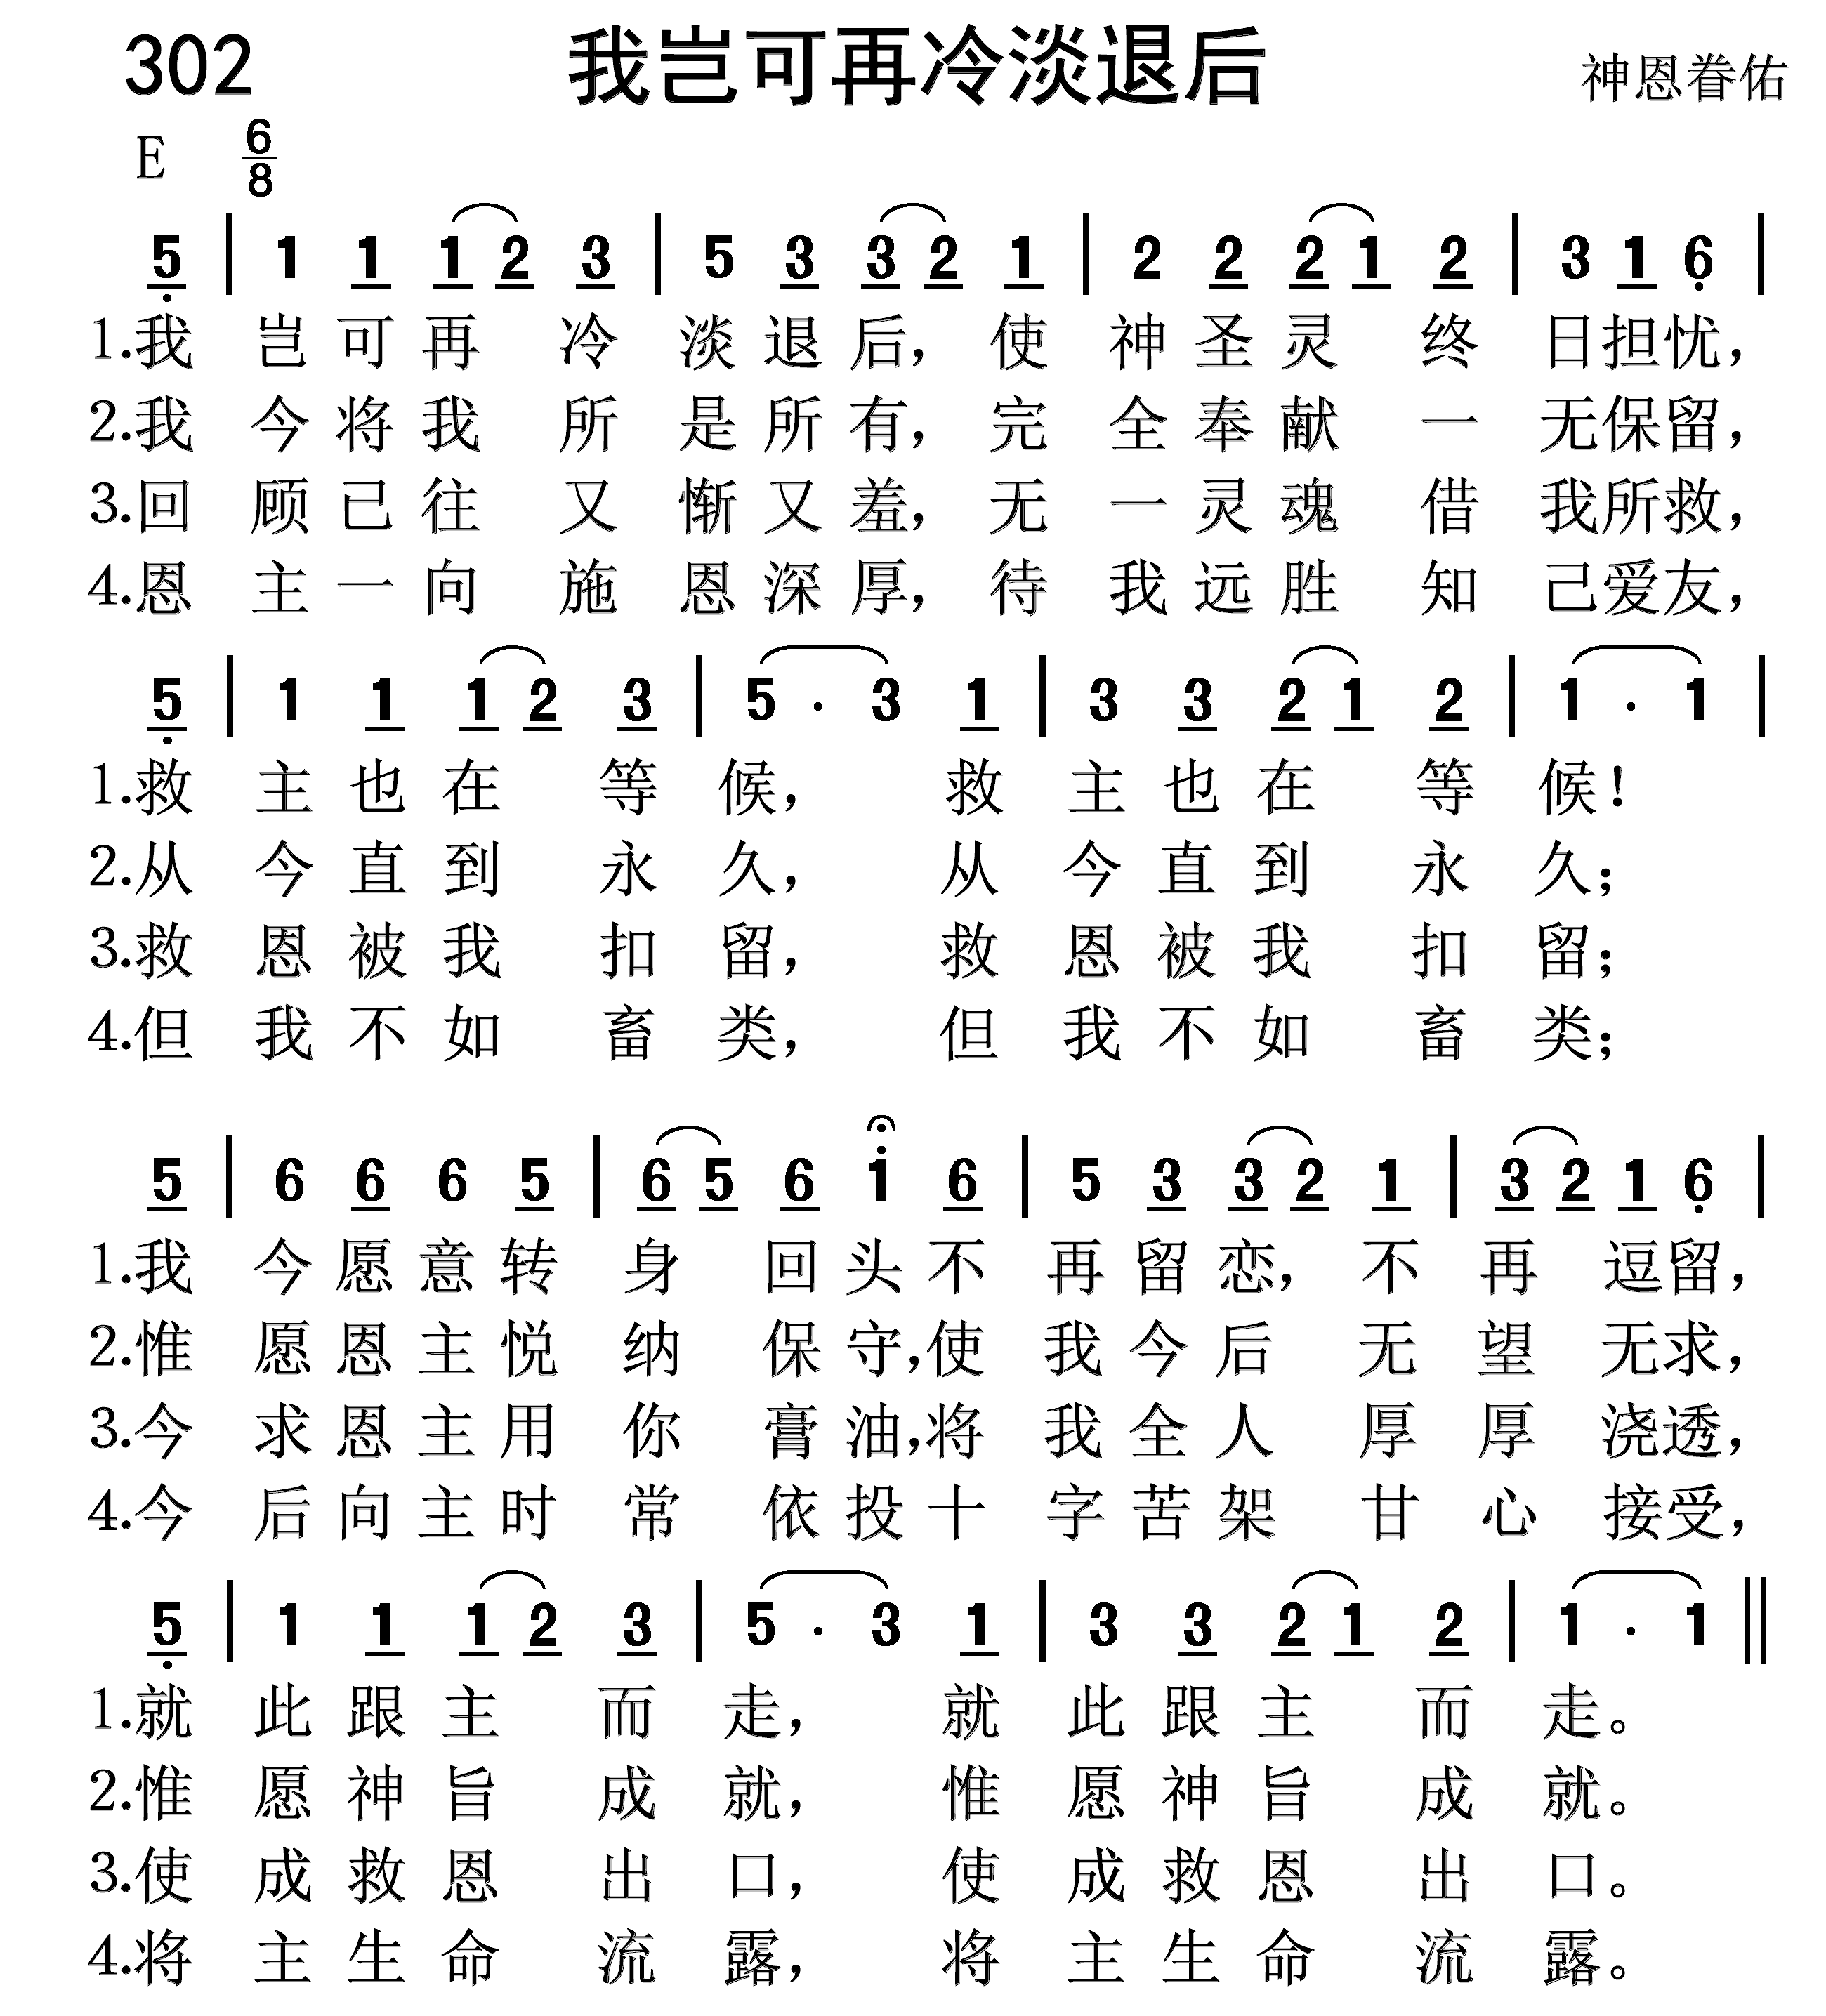 302 我岂可再冷淡退后 神恩眷佑
E 6/8
5 | 1 1 1 2 3 | 5 3 3 2 1 | 2 2 2 1 2 | 3 1 6 |
1.我 岂可再 冷 淡退后，使 神圣灵 终 日担忧，
2.我 今将我 所 是所有，完 全奉献 一 无保留，
3.回 顾已往 又 惭又羞，无 一灵魂 借 我所救，
4.恩 主一向 施 恩深厚，待 我远胜 知 己爱友，
5 | 1 1 1 2 3 | 5 · 3 1 | 3 3 2 1 2 | 1 · 1 |
1.救 主也在 等 候， 救 主也在 等 候！
2.从 今直到 永 久， 从 今直到 永 久；
3.救 恩被我 扣 留， 救 恩被我 扣 留；
4.但 我不如 畜 类， 但 我不如 畜 类；
5 | 6 6 6 5 | 6 5 6 1 6 | 5 3 3 2 1 | 3 2 1 6 |
1.我 今愿意转 身 回头不 再留恋，不 再 逗留，
2.惟 愿恩主悦 纳 保守，使 我今后 无 望 无求，
3.今 求恩主用 你 膏油，将 我全人 厚 厚 浇透，
4.今 后向主时 常 依投十 字苦架 甘 心 接受，
5 | 1 1 1 2 3 | 5 · 3 1 | 3 3 2 1 2 | 1 · 1 ||
1.就 此跟主 而 走， 就 此跟主 而 走。
2.惟 愿神旨 成 就， 惟 愿神旨 成 就。
3.使 成救恩 出 口， 使 成救恩 出 口。
4.将 主生命 流 露， 将 主生命 流 露。